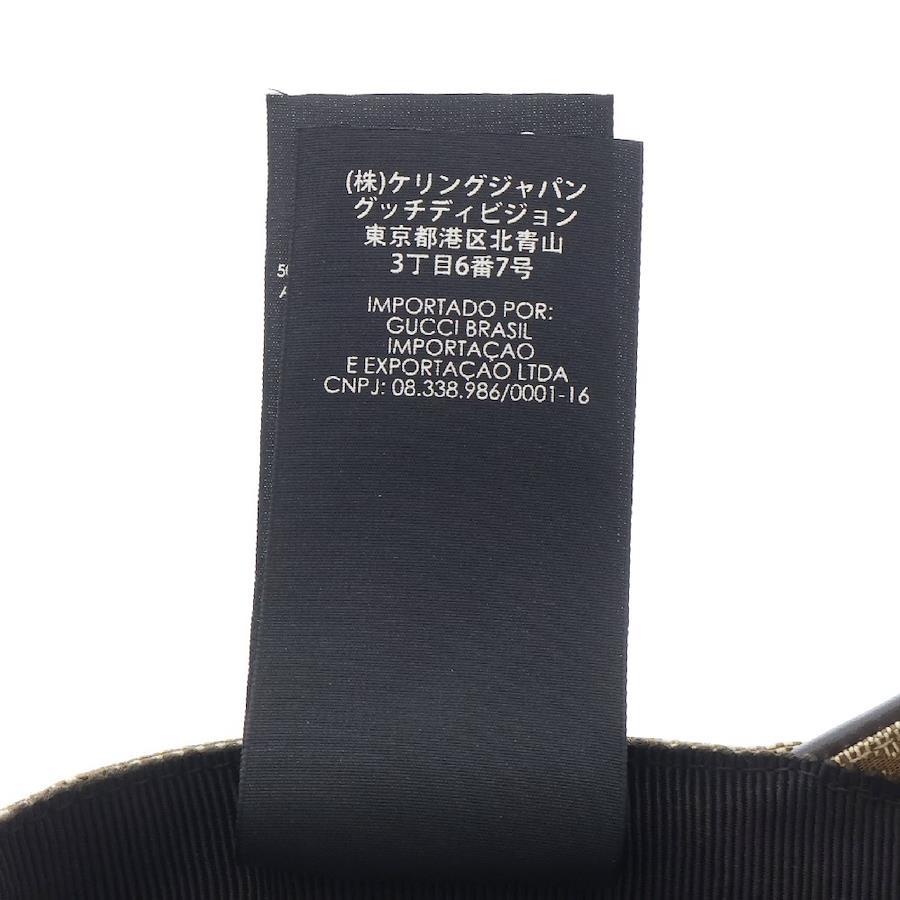 (株)ケリングジャパン
グッチディビジョン
東京都港区北青山
3丁目6番7号
IMPORTADO POR:
GUCCI BRASIL
IMPORTAÇAO
E EXPORTAÇAO LTDA
CNPJ: 08.338.986/0001-16